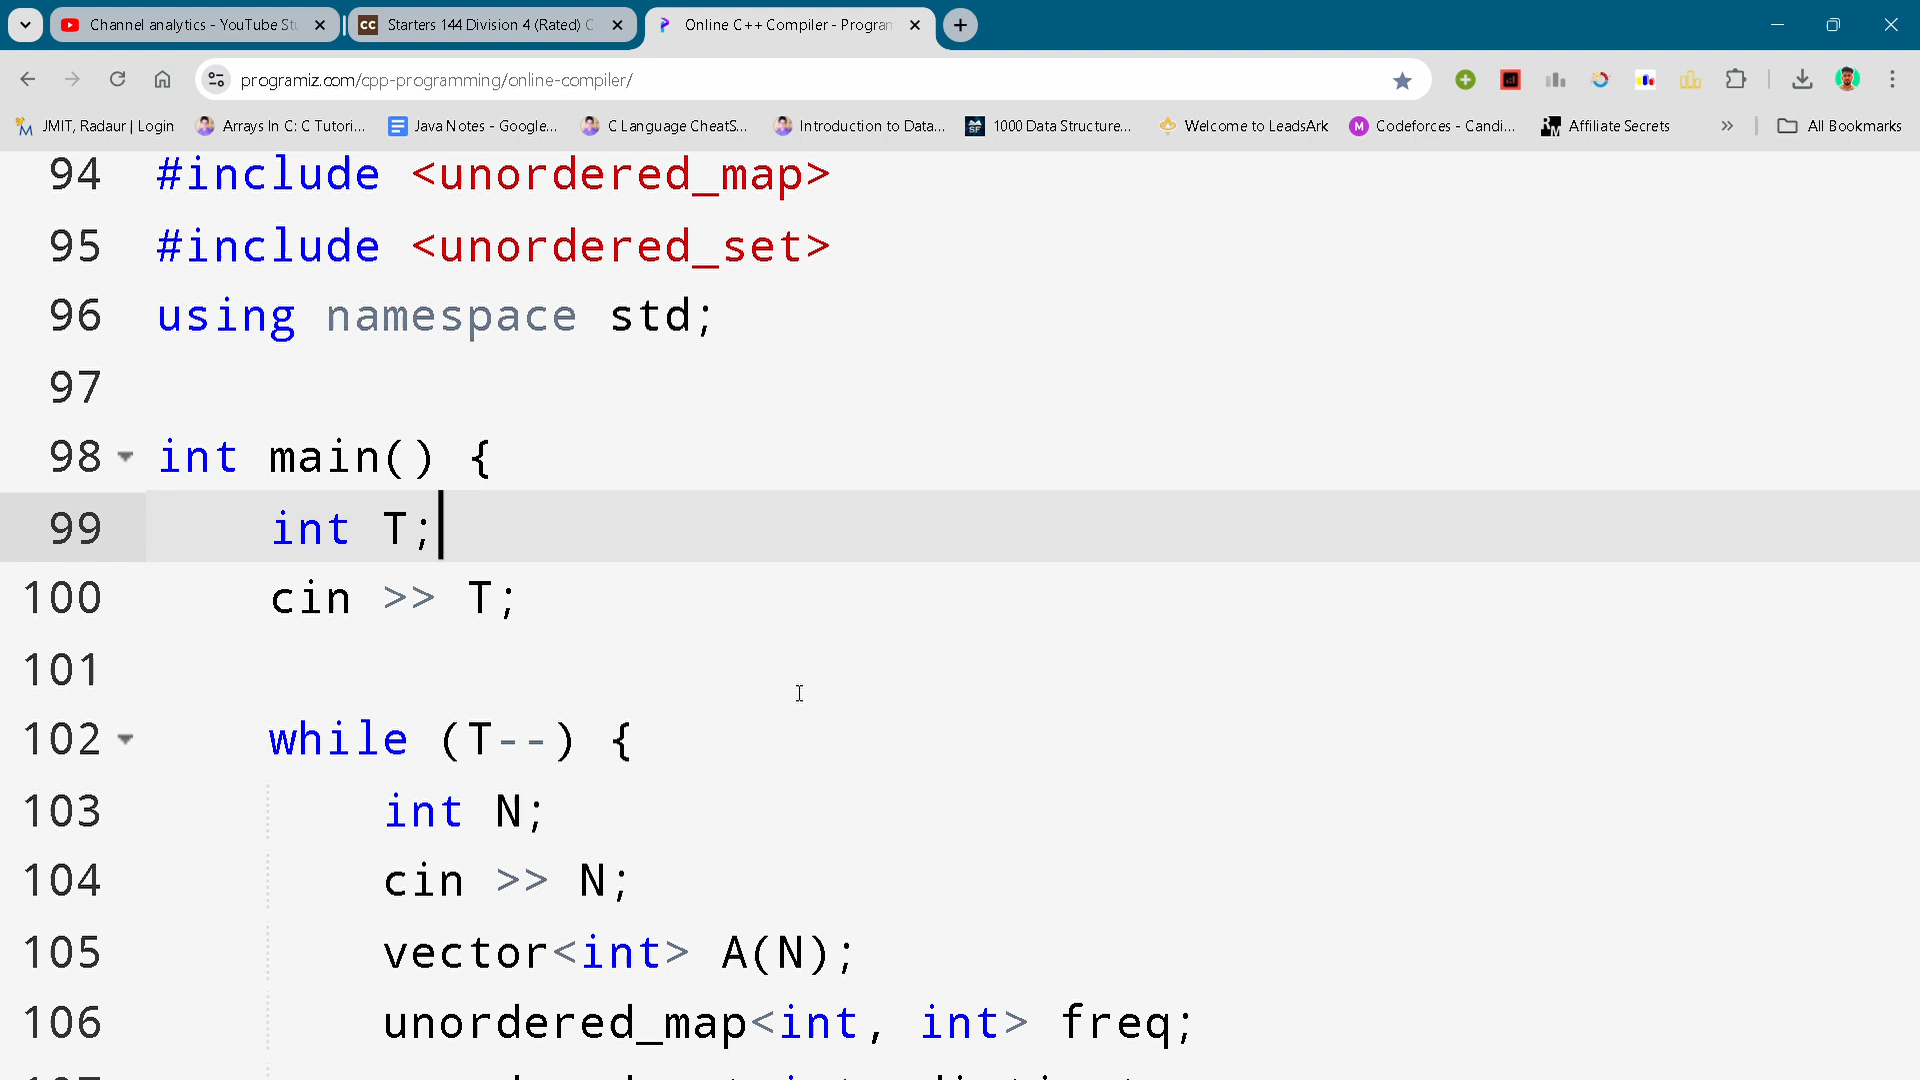 Channel analytics - YouTube Stu
Starters 144 Division 4 (Rated) C
Online C++ Compiler - Program
programiz.com/cpp-programming/online-compiler/
JMIT, Radaur | Login
Arrays In C: C Tutori...
Java Notes - Google...
C Language CheatS...
Introduction to Data...
1000 Data Structure...
Welcome to LeadsArk
Codeforces - Candi...
Affiliate Secrets
All Bookmarks
94 #include <unordered_map>
95 #include <unordered_set>
96 using namespace std;
97
98 int main() {
99 int T;
100 cin >> T;
101
102 while (T--) {
103 int N;
104 cin >> N;
105 vector<int> A(N);
106 unordered_map<int, int> freq;